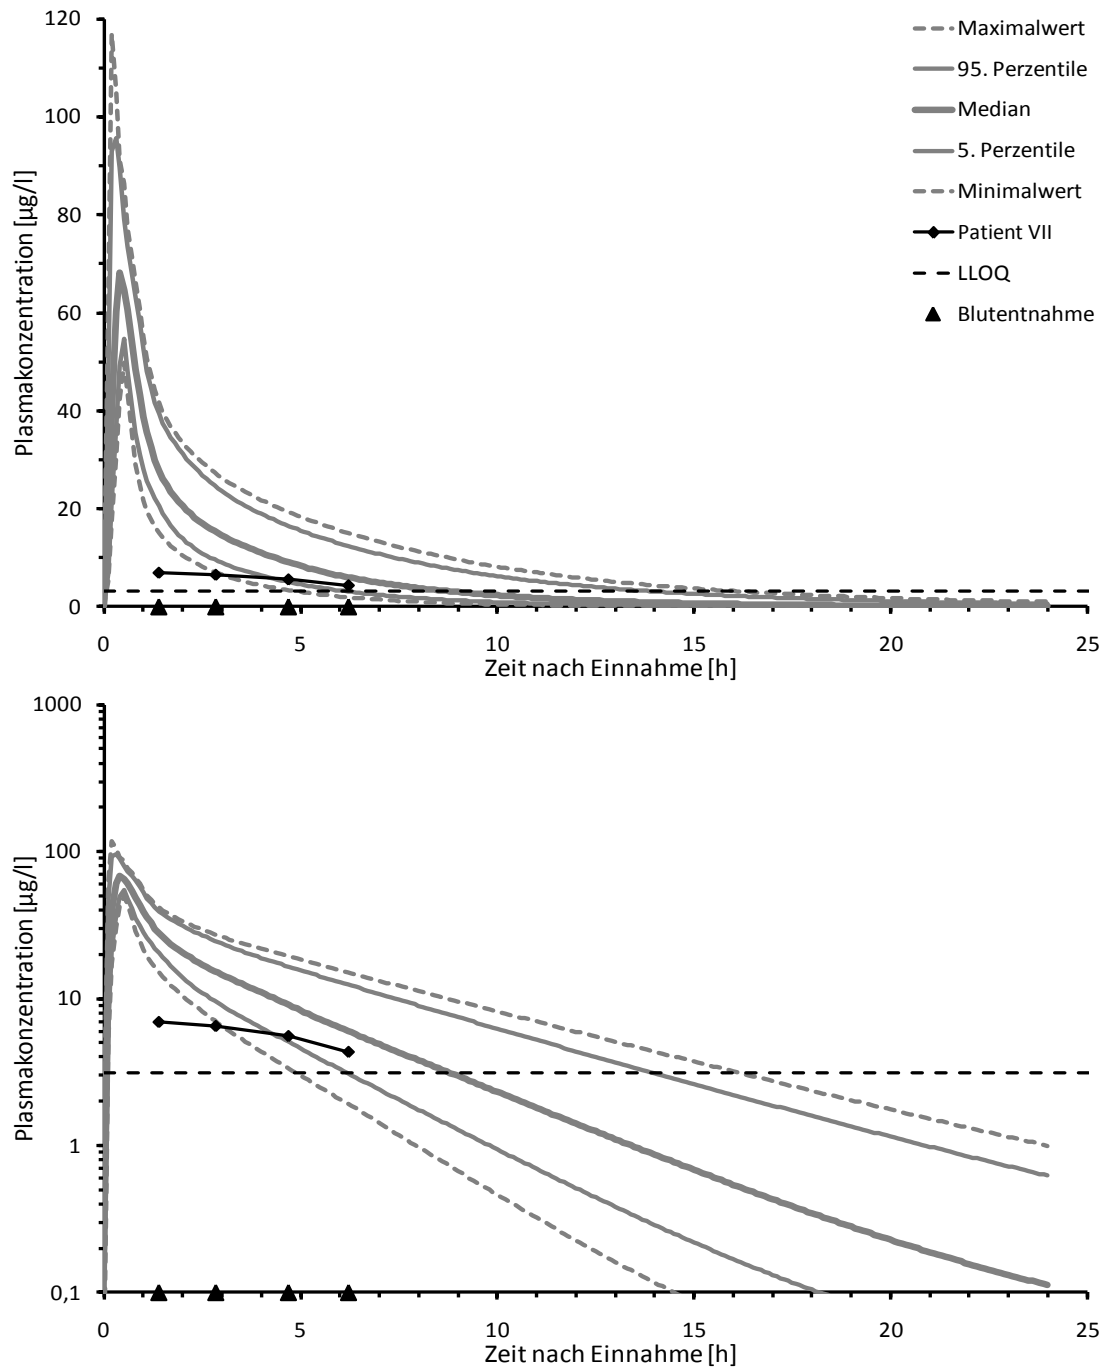 120
100
80
60
40
20
0
Plasmakonzentration [µg/l]
0 5 10 15 20 25
Zeit nach Einnahme [h]
Maximalwert
95. Perzentile
Median
5. Perzentile
Minimalwert
Patient VII
LLOQ
Blutentnahme
1000
100
10
1
0,1
Plasmakonzentration [µg/l]
0 5 10 15 20 25
Zeit nach Einnahme [h]